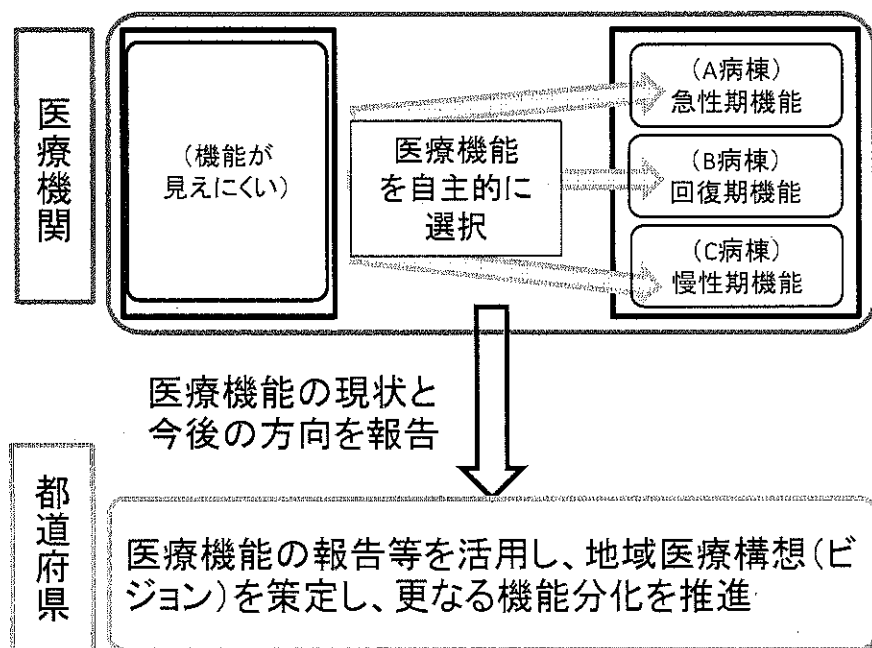 医療機関
（機能が
見えにくい）
医療機能
を自主的に
選択
（A病棟）
急性期機能
（B病棟）
回復期機能
（C病棟）
慢性期機能
医療機能の現状と
今後の方向を報告
都道府県
医療機能の報告等を活用し、地域医療構想（ビ
ジョン）を策定し、更なる機能分化を推進